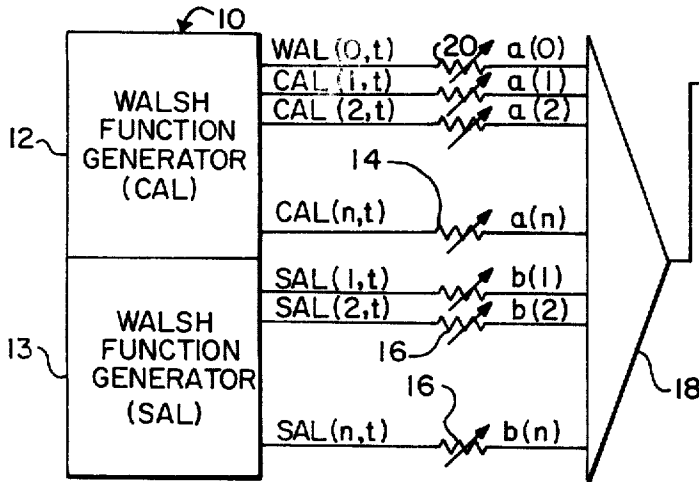 10
WAL(0,t) 20 a(0)
CAL(1,t) a(1)
CAL(2,t) a(2)
12
WALSH
FUNCTION
GENERATOR
(CAL)
14
CAL(n,t) a(n)
SAL(1,t) b(1)
SAL(2,t) b(2)
13
WALSH
FUNCTION
GENERATOR
(SAL)
16
16
18
SAL(n,t) b(n)